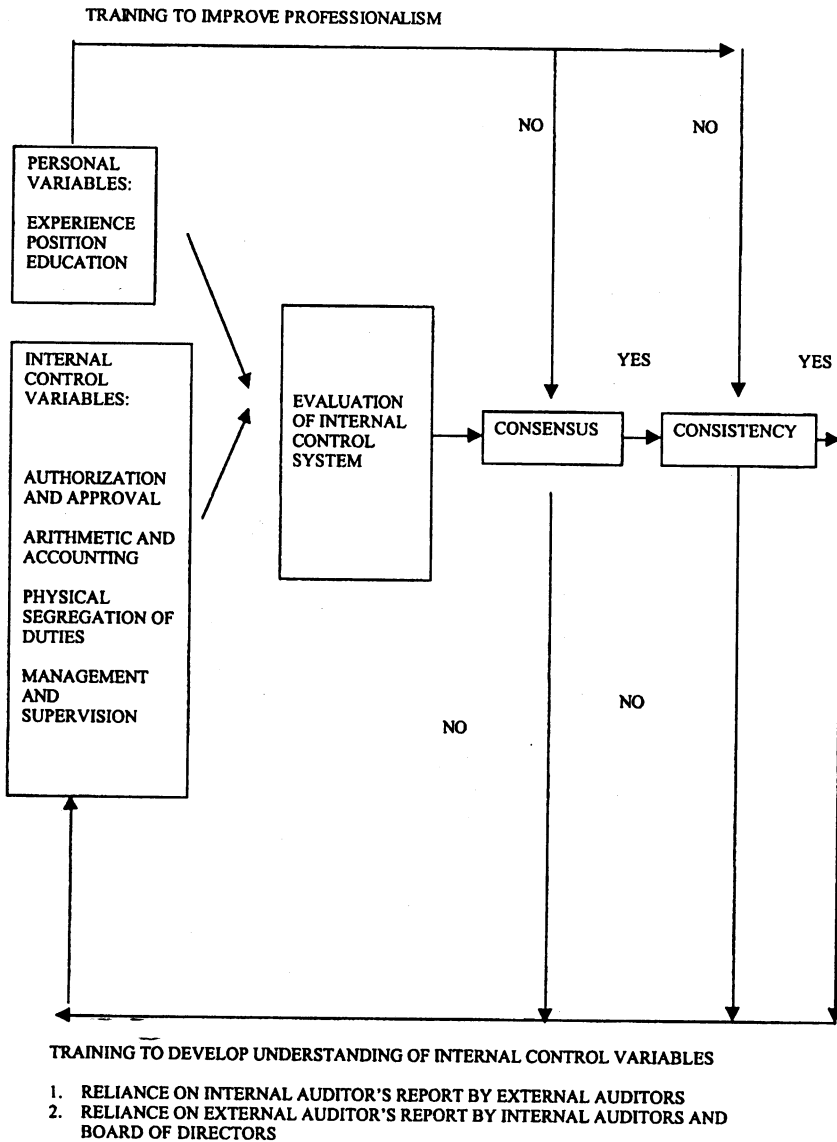 TRAINING TO IMPROVE PROFESSIONALISM
NO
NO
PERSONAL
VARIABLES:
EXPERIENCE
POSITION
EDUCATION
INTERNAL
CONTROL
VARIABLES:
AUTHORIZATION
AND APPROVAL
ARITHMETIC AND
ACCOUNTING
PHYSICAL
SEGREGATION OF
DUTIES
MANAGEMENT
AND
SUPERVISION
EVALUATION
OF INTERNAL
CONTROL
SYSTEM
YES
YES
CONSENSUS
CONSISTENCY
NO
NO
TRAINING TO DEVELOP UNDERSTANDING OF INTERNAL CONTROL VARIABLES
1. RELIANCE ON INTERNAL AUDITOR'S REPORT BY EXTERNAL AUDITORS
2. RELIANCE ON EXTERNAL AUDITOR'S REPORT BY INTERNAL AUDITORS AND
BOARD OF DIRECTORS